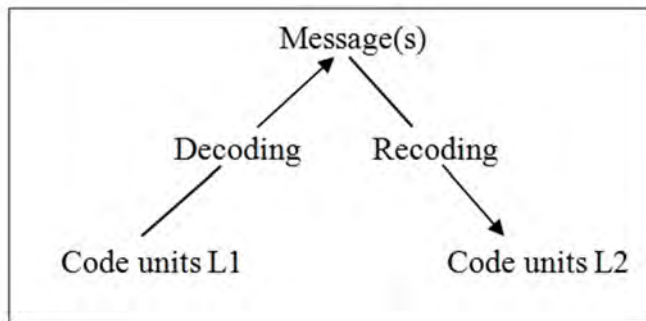 Message(s)
Decoding Recoding
Code units L1 Code units L2